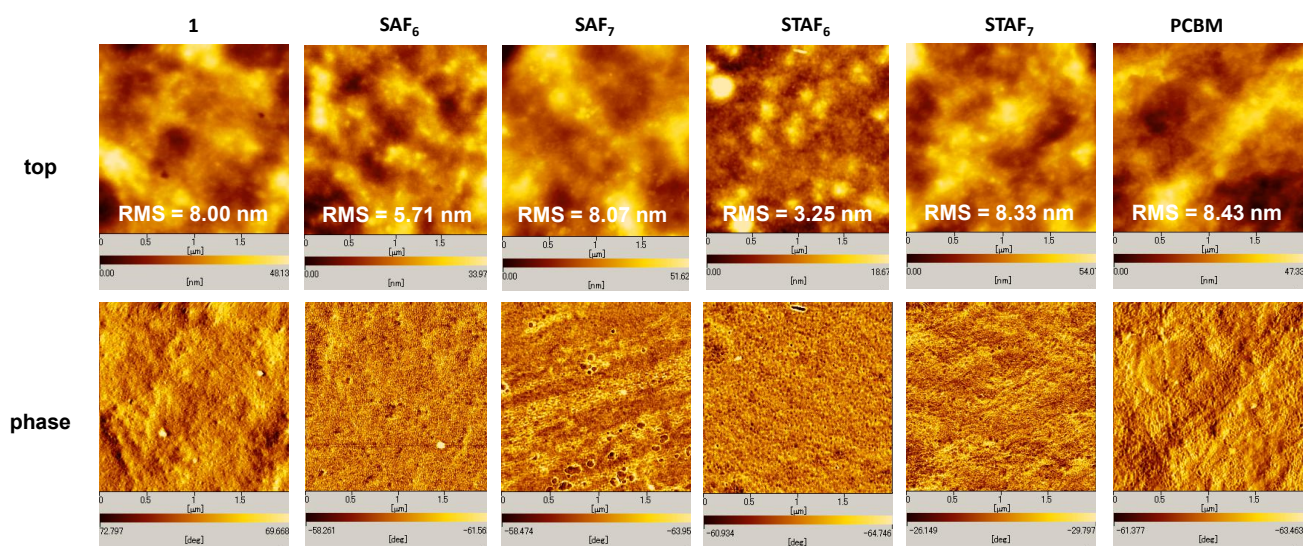 1 SAF₆ SAF₇ STAF₆ STAF₇ PCBM
top
RMS = 8.00 nm RMS = 5.71 nm RMS = 8.07 nm RMS = 3.25 nm RMS = 8.33 nm RMS = 8.43 nm
0 0.5 1 1.5 0 0.5 1 1.5 0 0.5 1 1.5 0 0.5 1 1.5 0 0.5 1 1.5 0 0.5 1 1.5
[μm] [μm] [μm] [μm] [μm] [μm]
0.00 48.13 0.00 33.97 0.00 51.62 0.00 18.67 0.00 54.07 0.00 47.33
[nm] [nm] [nm] [nm] [nm] [nm]
phase
0 0.5 1 1.5 0 0.5 1 1.5 0 0.5 1 1.5 0 0.5 1 1.5 0 0.5 1 1.5 0 0.5 1 1.5
[μm] [μm] [μm] [μm] [μm] [μm]
72.797 69.668 -58.261 -61.56 -58.474 -63.95 -60.934 -64.746 -26.149 -29.797 -61.377 -63.463
[deg] [deg] [deg] [deg] [deg] [deg]